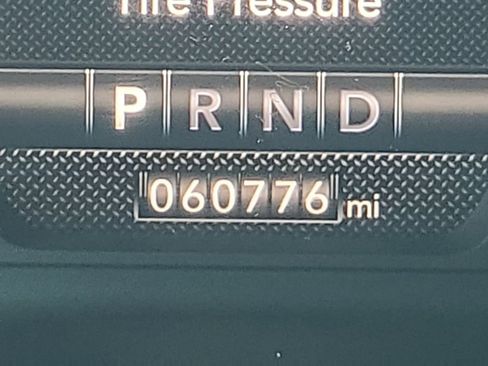 Tire Pressure
P R N D
060776 mi